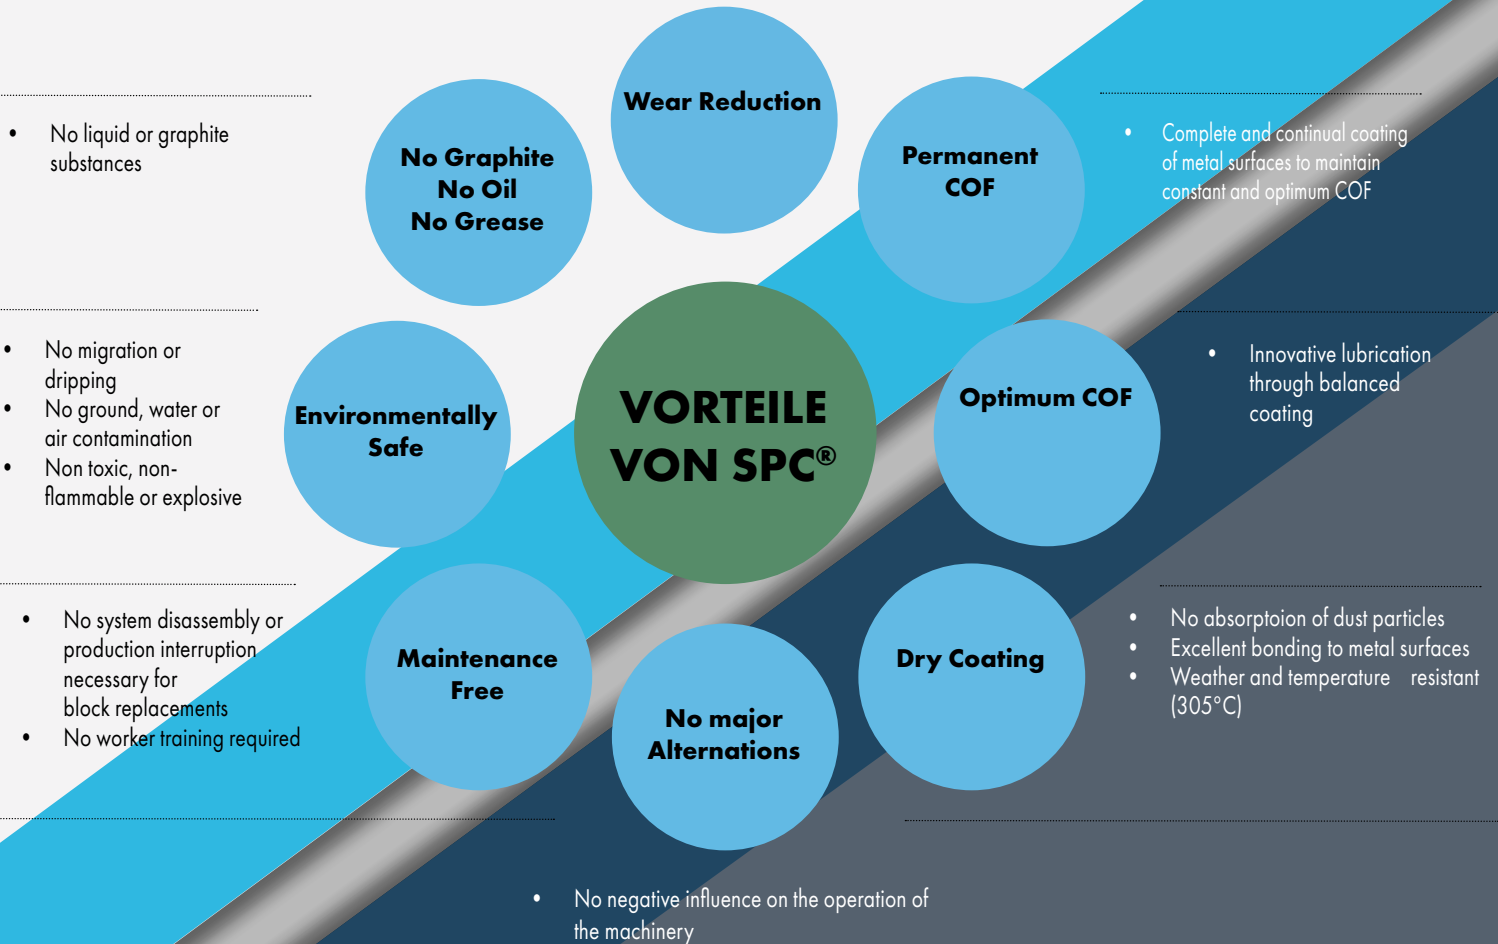 Wear Reduction
No Graphite
No Oil
No Grease
Permanent
COF
• No liquid or graphite
substances
• Complete and continual coating
of metal surfaces to maintain
constant and optimum COF
• No migration or
dripping
• No ground, water or
air contamination
• Non toxic, non-
flammable or explosive
Environmentally
Safe
VORTEILE
VON SPC®
Optimum COF
• Innovative lubrication
through balanced
coating
• No system disassembly or
production interruption
necessary for
block replacements
• No worker training required
Maintenance
Free
No major
Alternations
Dry Coating
• No absorptoion of dust particles
• Excellent bonding to metal surfaces
• Weather and temperature resistant
(305°C)
• No negative influence on the operation of
the machinery